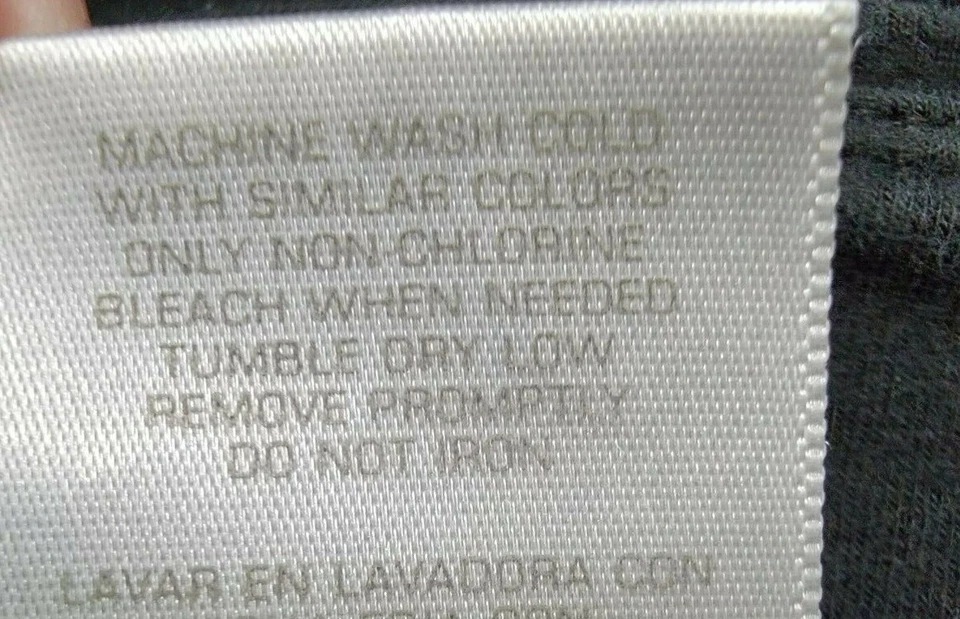 MACHINE WASH COLD
WITH SIMILAR COLORS
ONLY NON-CHLORINE
BLEACH WHEN NEEDED
TUMBLE DRY LOW
REMOVE PROMPTLY
DO NOT IRON
LAVAR EN LAVADORA CON